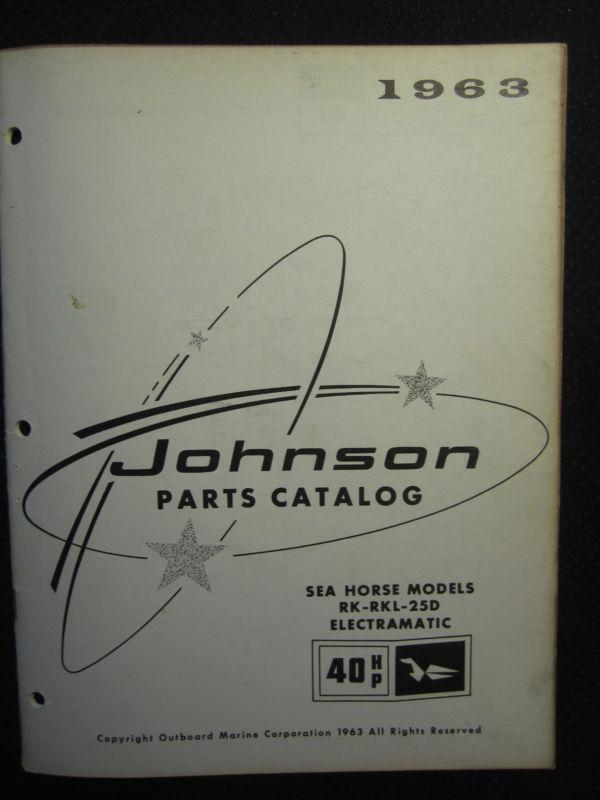 1963
Johnson
PARTS CATALOG
SEA HORSE MODELS
RK-RKL-25D
ELECTRAMATIC
40 HP
Copyright Outboard Marine Corporation 1963 All Rights Reserved